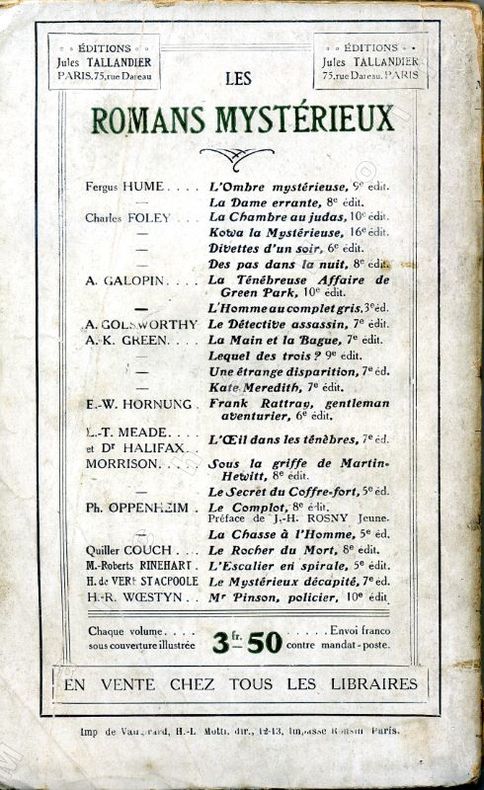 ÉDITIONS
Jules TALLANDIER
PARIS, 75, rue Dareau
ÉDITIONS
Jules TALLANDIER
75, rue Dareau. PARIS
LES
ROMANS MYSTÉRIEUX
Fergus HUME. . . . L'Ombre mystérieuse, 9e édit.
— La Dame errante, 8e édit.
Charles FOLEY . . . La Chambre au judas, 10e édit.
— Kowa la Mystérieuse, 16e édit.
— Divettes d'un soir, 6e édit.
— Des pas dans la nuit, 8e édit.
A. GALOPIN. . . . La Ténébreuse Affaire de
Green Park, 10e édit.
— L'Homme au complet gris, 3e éd.
A. GOLSWORTHY Le Détective assassin, 7e édit.
A.-K. GREEN. . . . La Main et la Bague, 7e édit.
— Lequel des trois ? 9e édit.
— Une étrange disparition, 7e éd.
— Kate Meredith, 7e édit.
E.-W. HORNUNG . Frank Rattray, gentleman
aventurier, 6e édit.
L.-T. MEADE. . . .
et Dr HALIFAX. . L'Œil dans les ténèbres, 7e éd.
MORRISON. . . . . Sous la griffe de Martin-
Hewitt, 8e édit.
— Le Secret du Coffre-fort, 5e éd.
Ph. OPPENHEIM . Le Complot, 8e édit.
Préface de J.-H. ROSNY Jeune.
— La Chasse à l'Homme, 5e éd.
Quiller COUCH . . . Le Rocher du Mort, 8e édit.
M.-Roberts RINEHART . L'Escalier en spirale, 5e édit.
H. de VERE STACPOOLE Le Mystérieux décapité, 7e éd.
H.-R. WŒSTYN . . Mr Pinson, policier, 10e édit
Chaque volume. . . . 3 fr. 50 . . . . . Envoi franco
sous couverture illustrée contre mandat-poste.
EN VENTE CHEZ TOUS LES LIBRAIRES
Imp de Vaugirard, H.-L. Motti, dir., 12-13, Impasse Ronsin Paris.